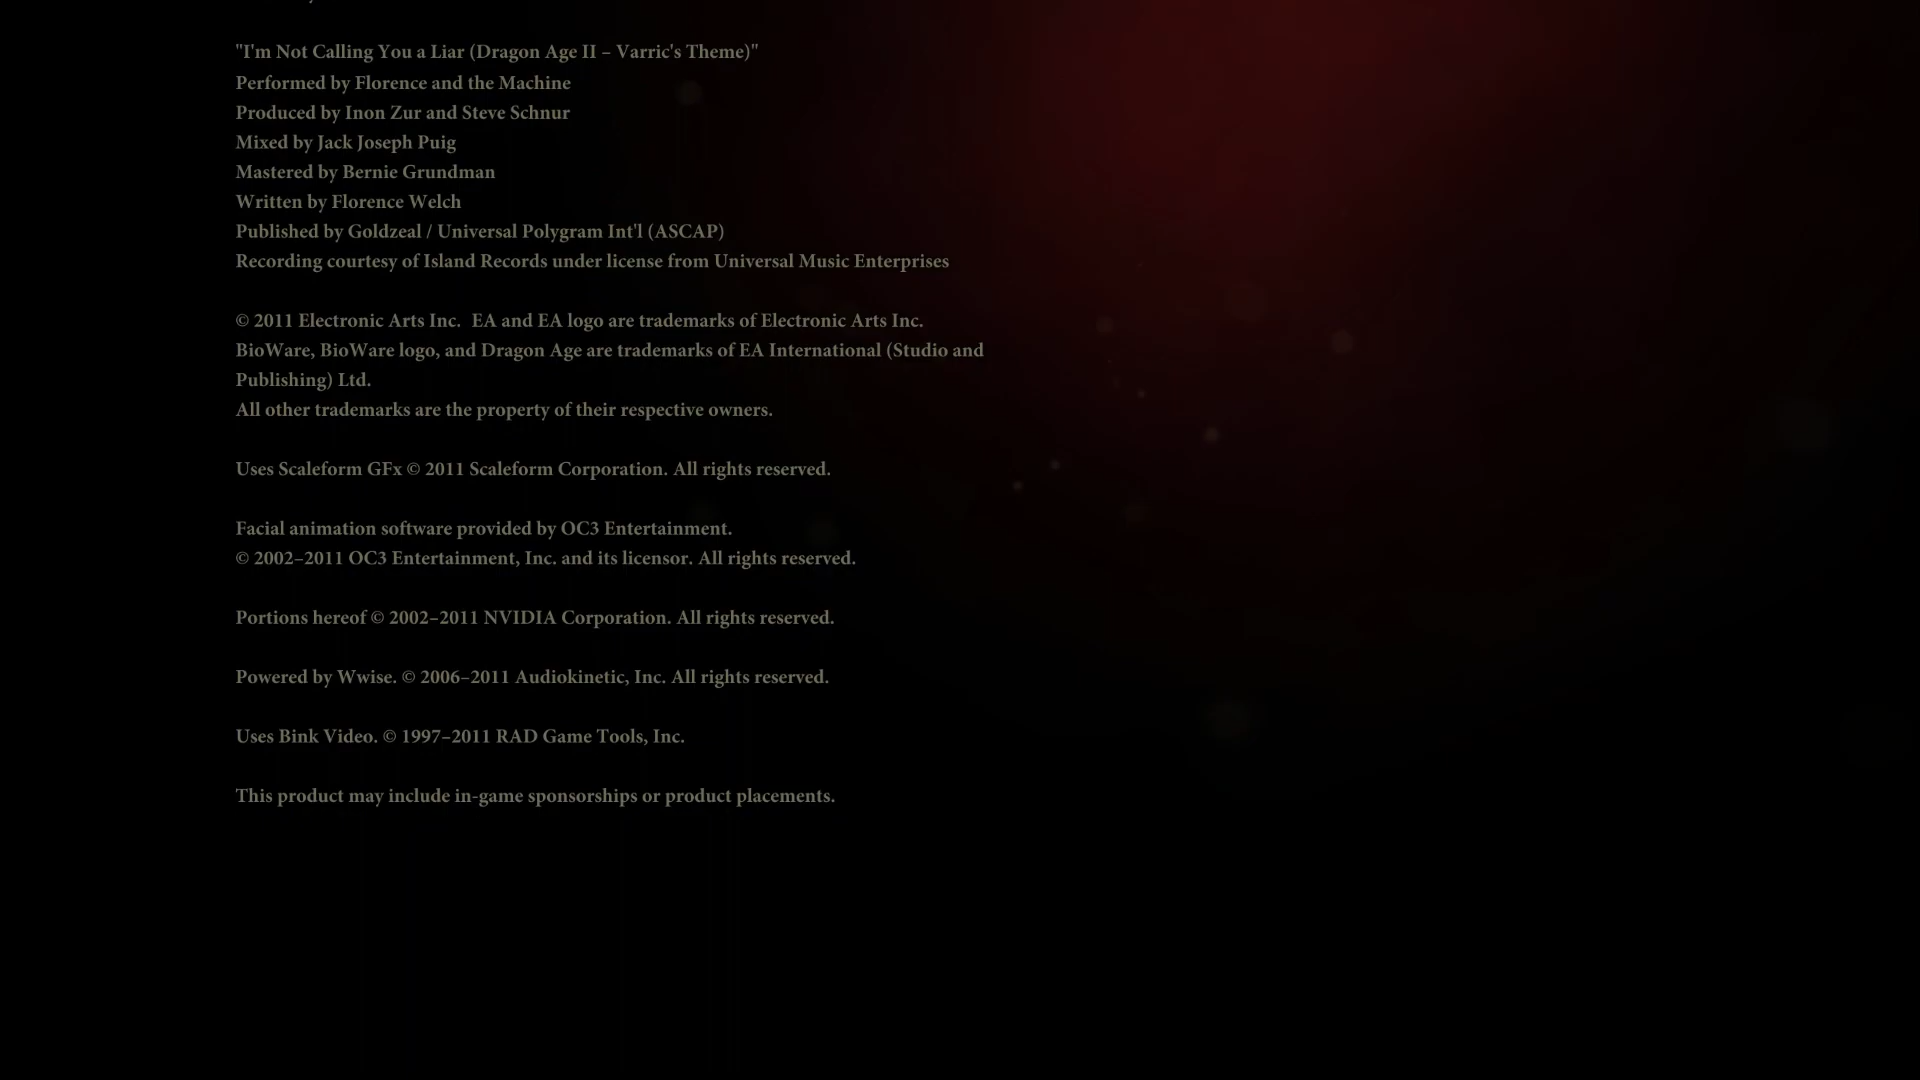 "I'm Not Calling You a Liar (Dragon Age II – Varric's Theme)"
Performed by Florence and the Machine
Produced by Inon Zur and Steve Schnur
Mixed by Jack Joseph Puig
Mastered by Bernie Grundman
Written by Florence Welch
Published by Goldzeal / Universal Polygram Int'l (ASCAP)
Recording courtesy of Island Records under license from Universal Music Enterprises
© 2011 Electronic Arts Inc.  EA and EA logo are trademarks of Electronic Arts Inc.
BioWare, BioWare logo, and Dragon Age are trademarks of EA International (Studio and
Publishing) Ltd.
All other trademarks are the property of their respective owners.
Uses Scaleform GFx © 2011 Scaleform Corporation. All rights reserved.
Facial animation software provided by OC3 Entertainment.
© 2002–2011 OC3 Entertainment, Inc. and its licensor. All rights reserved.
Portions hereof © 2002–2011 NVIDIA Corporation. All rights reserved.
Powered by Wwise. © 2006–2011 Audiokinetic, Inc. All rights reserved.
Uses Bink Video. © 1997–2011 RAD Game Tools, Inc.
This product may include in-game sponsorships or product placements.